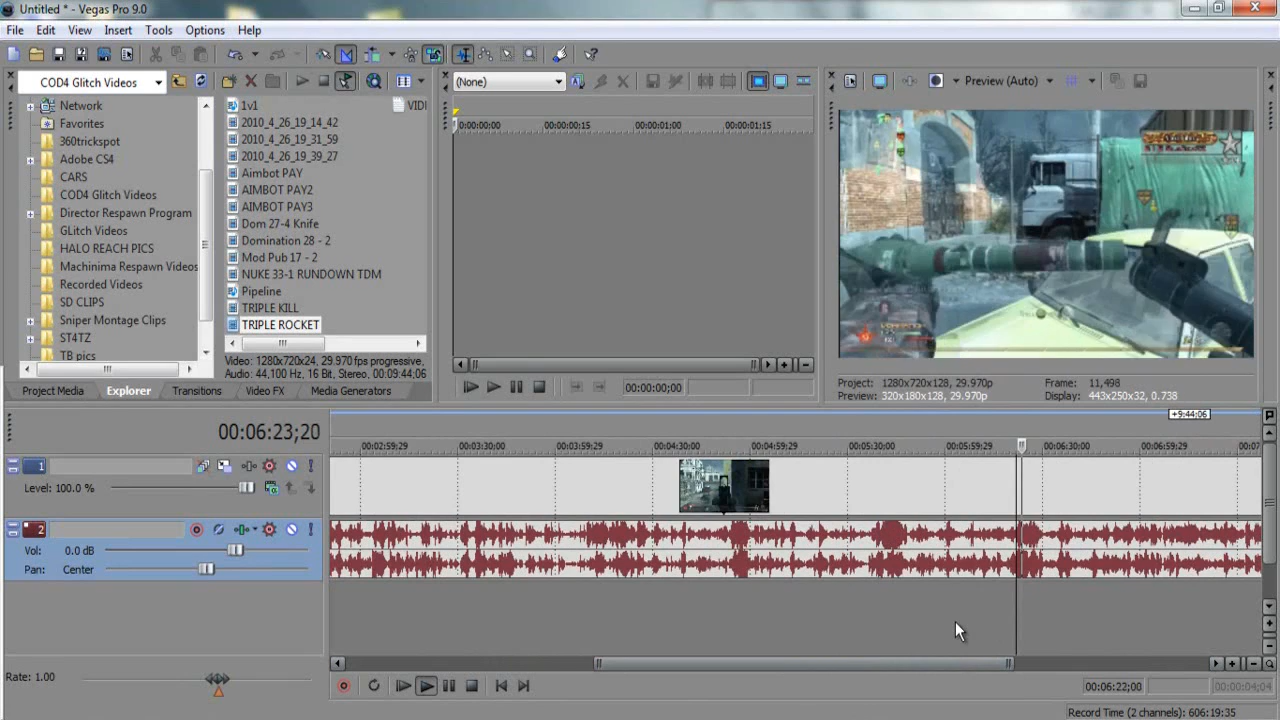 Untitled * - Vegas Pro 9.0
File Edit View Insert Tools Options Help
COD4 Glitch Videos
(None)
Preview (Auto)
Network
Favorites
360trickspot
Adobe CS4
CARS
COD4 Glitch Videos
Director Respawn Program
GLitch Videos
HALO REACH PICS
Machinima Respawn Videos
Recorded Videos
SD CLIPS
Sniper Montage Clips
ST4TZ
TB pics
1v1
2010_4_26_19_14_42
2010_4_26_19_31_59
2010_4_26_19_39_27
Aimbot PAY
AIMBOT PAY2
AIMBOT PAY3
Dom 27-4 Knife
Domination 28 - 2
Mod Pub 17 - 2
NUKE 33-1 RUNDOWN TDM
Pipeline
TRIPLE KILL
TRIPLE ROCKET
VIDI
Video: 1280x720x24, 29.970 fps progressive,
Audio: 44,100 Hz, 16 Bit, Stereo, 00:09:44;06
Project Media Explorer Transitions Video FX Media Generators
0:00:00:00 00:00:00:15 00:00:01:00 00:00:01:15
00:00:00;00
Project: 1280x720x128, 29.970p Frame: 11,498
Preview: 320x180x128, 29.970p Display: 443x250x32, 0.738
+9:44;06
00:06:23;20
00:02:59;29 00:03:30;00 00:03:59;29 00:04:30;00 00:04:59;29 00:05:30;00 00:05:59;29 00:06:30;00 00:06:59;29 00:07
1
Level: 100.0 %
2
Vol: 0.0 dB
Pan: Center
Rate: 1.00
00:06:22;00 00:00:04;04
Record Time (2 channels): 606:19:35